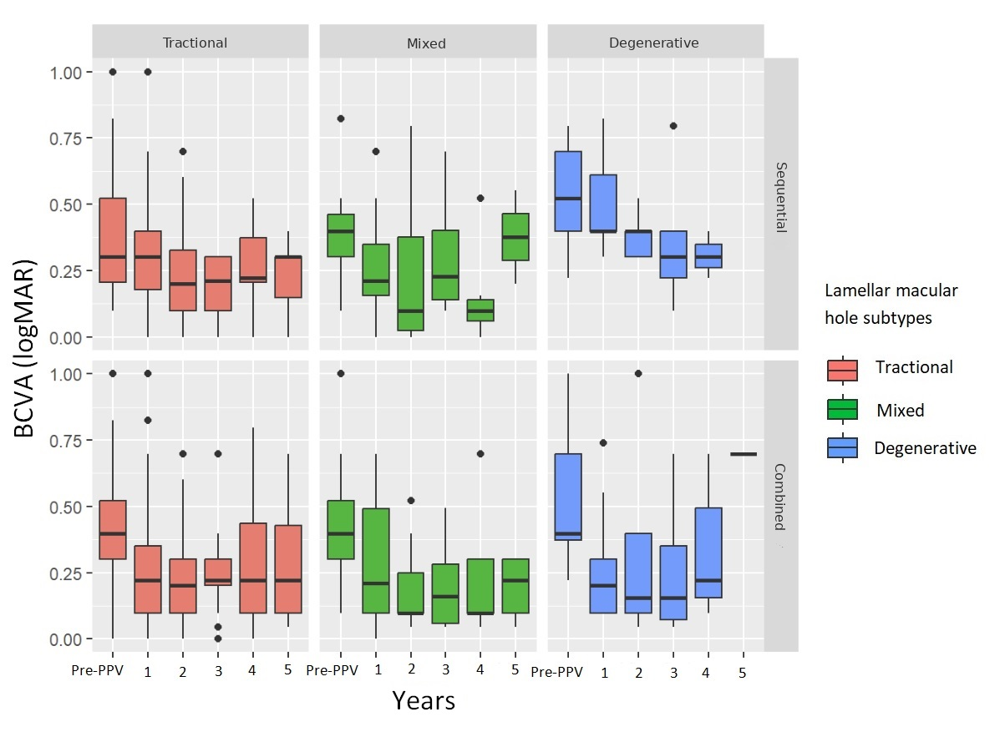 Tractional Mixed Degenerative
1.00
0.75
0.50
0.25
0.00
Sequential
1.00
0.75
0.50
0.25
0.00
Combined
BCVA (logMAR)
Pre-PPV 1 2 3 4 5 Pre-PPV 1 2 3 4 5 Pre-PPV 1 2 3 4 5
Years
Lamellar macular
hole subtypes
Tractional
Mixed
Degenerative